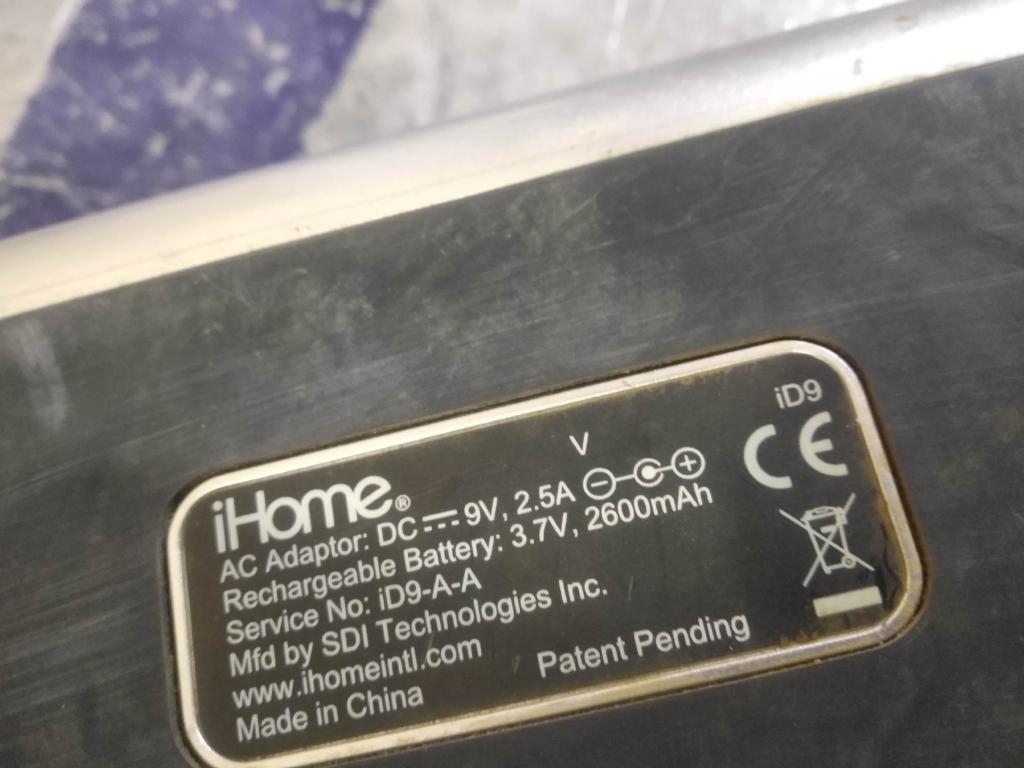 iD9
V
iHome®
CE
AC Adaptor: DC 9V, 2.5A
Rechargeable Battery: 3.7V, 2600mAh
Service No: iD9-A-A
Mfd by SDI Technologies Inc.
www.ihomeintl.com
Patent Pending
Made in China